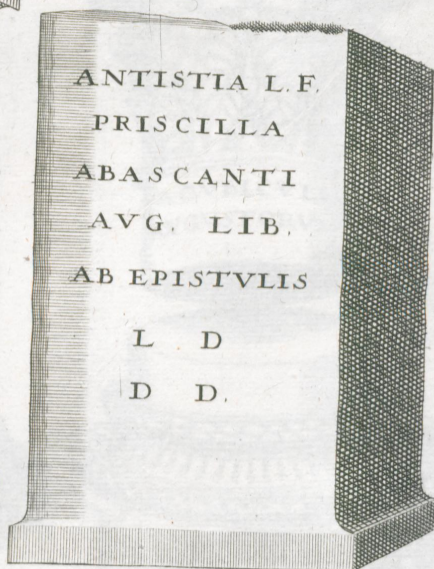 ANTISTIA L. F.
PRISCILLA
ABASCANTI
AVG. LIB.
AB EPISTVLIS
L D
D D.